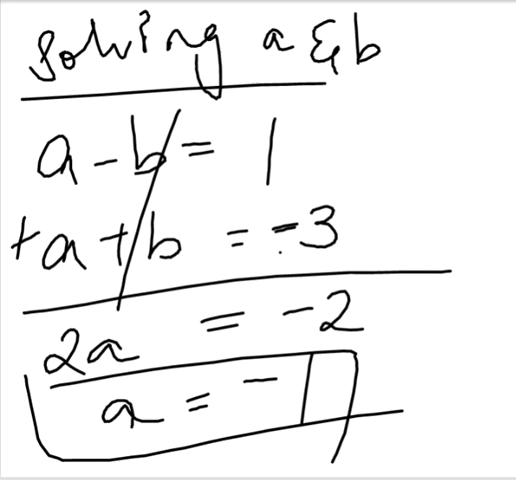 solving a & b
a - b = 1
+ a + b = -3
2a = -2
a = -1